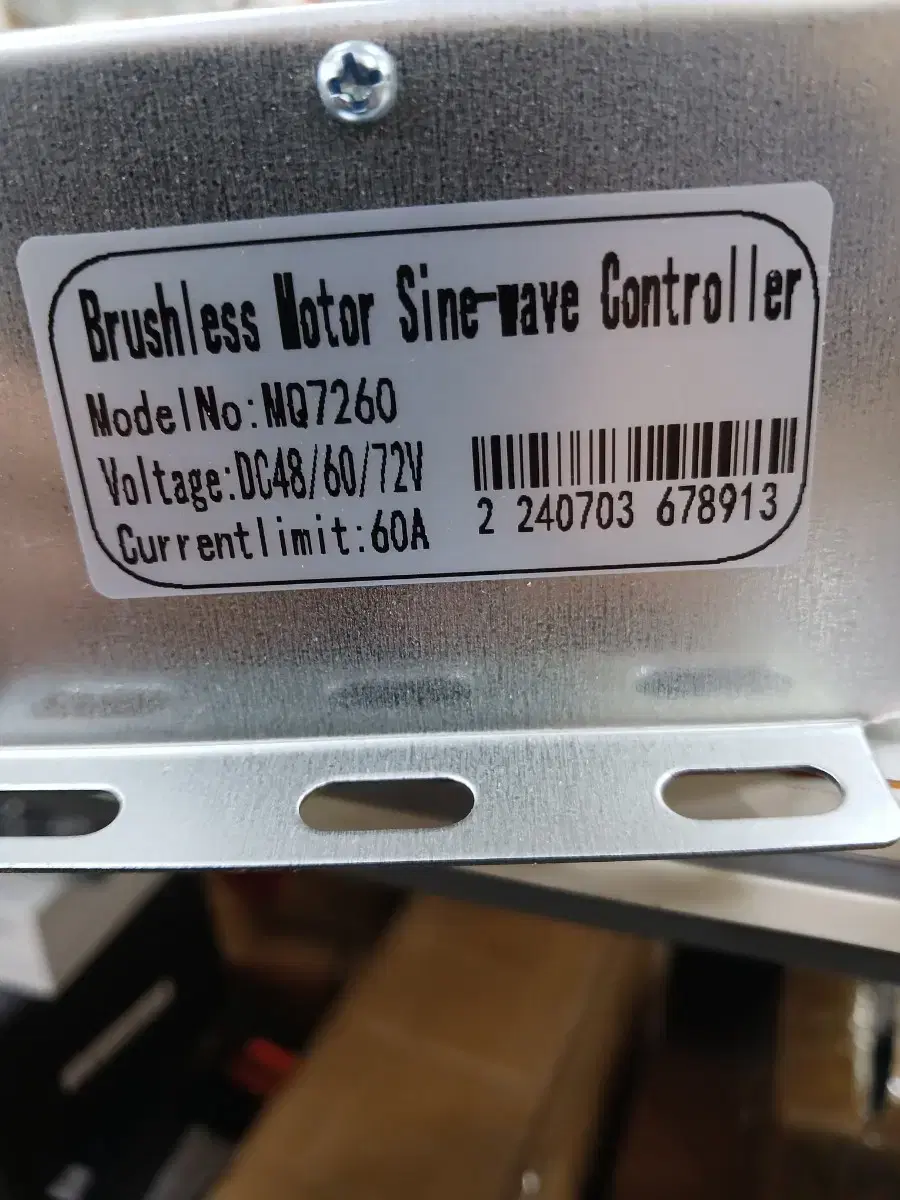 Brushless Motor Sine-wave Controller
ModelNo:MQ7260
Voltage:DC48/60/72V
Currentlimit:60A
2 240703 678913